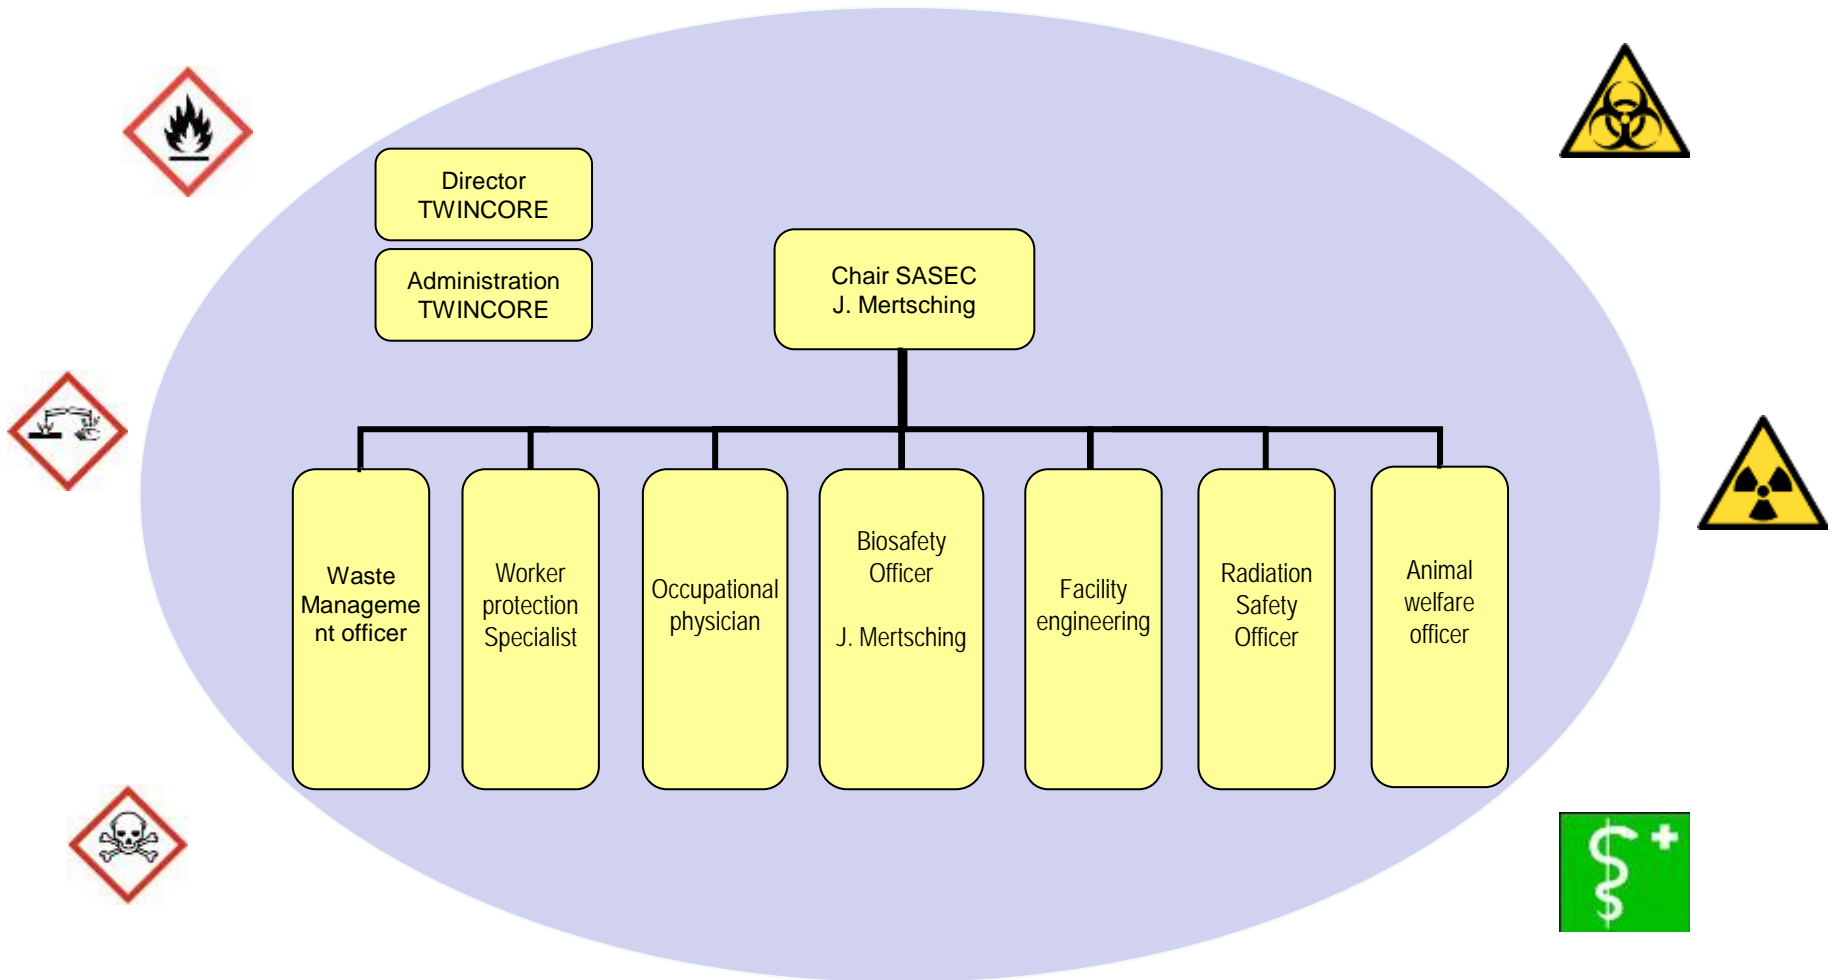 Director
TWINCORE
Administration
TWINCORE
Chair SASEC
J. Mertsching
Waste
Manageme
nt officer
Worker
protection
Specialist
Occupational
physician
Biosafety
Officer
J. Mertsching
Facility
engineering
Radiation
Safety
Officer
Animal
welfare
officer